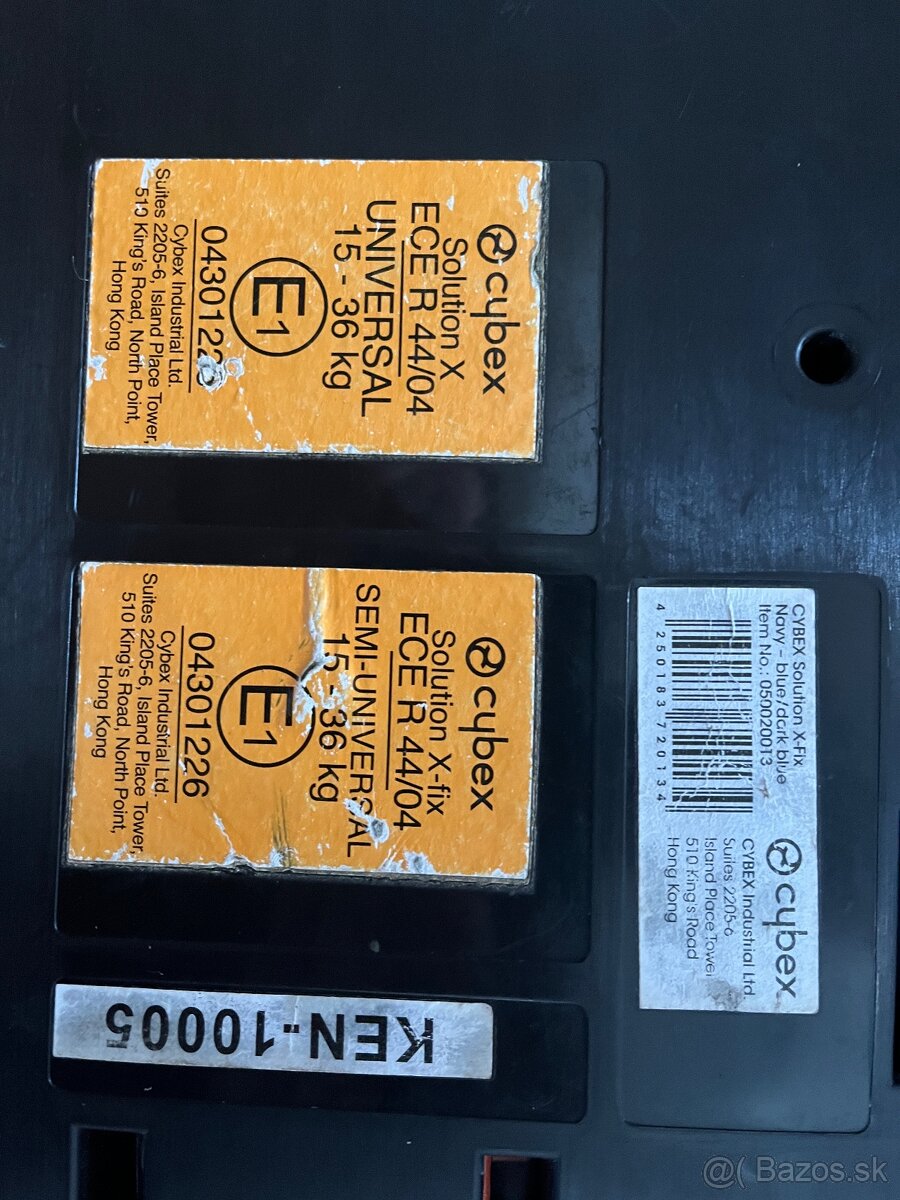 cybex
Solution X
ECE R 44/04
UNIVERSAL
15 - 36 kg
E1
Cybex Industrial Ltd.
Suites 2205-6, Island Place Tower,
510 King's Road, North Point,
Hong Kong
cybex
Solution X-fix
ECE R 44/04
SEMI-UNIVERSAL
15 - 36 kg
E1
04301226
Cybex Industrial Ltd.
Suites 2205-6, Island Place Tower,
510 King's Road, North Point,
Hong Kong
CYBEX Solution X-Fix
Navy – blue/dark blue
Item No.: 050020013
4 250183 720134
cybex
CYBEX Industrial Ltd.
Suites 2205-6
Island Place Tower
510 King's Road
Hong Kong
KEN-10005
@( Bazos.sk